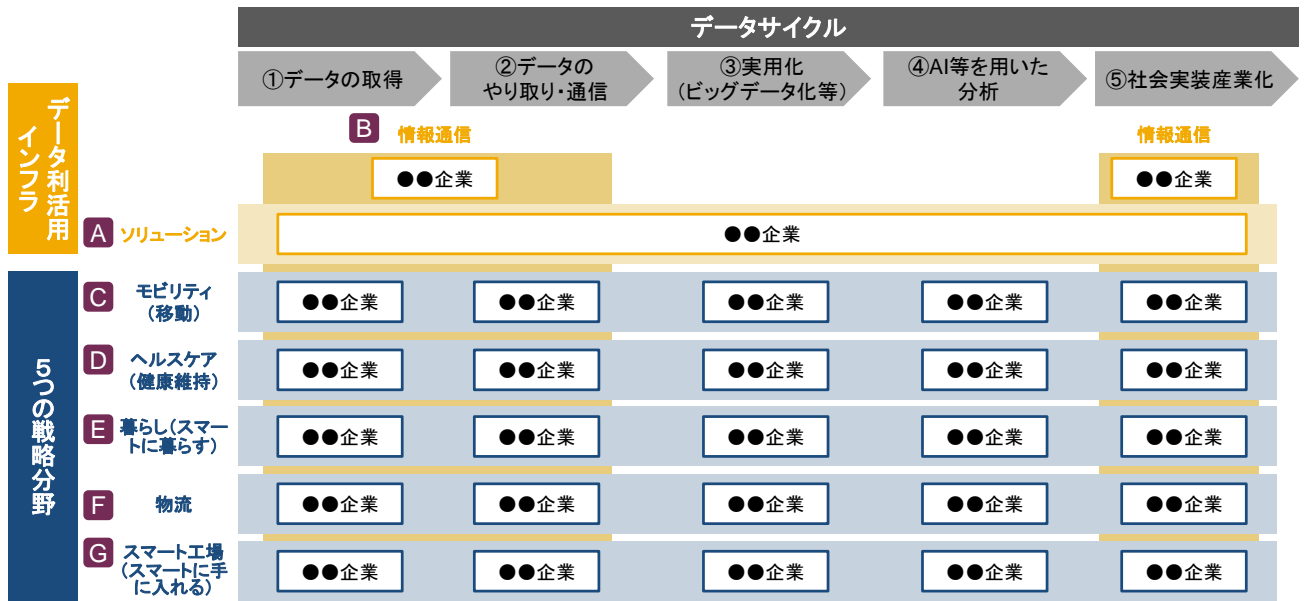 データサイクル
①データの取得
②データの
やり取り・通信
③実用化
(ビッグデータ化等)
④AI等を用いた
分析
⑤社会実装産業化
データ利活用
インフラ
B
情報通信
情報通信
●●企業
●●企業
A
ソリューション
●●企業
5つの戦略分野
C
モビリティ
(移動)
●●企業
●●企業
●●企業
●●企業
●●企業
D
ヘルスケア
(健康維持)
●●企業
●●企業
●●企業
●●企業
●●企業
E
暮らし(スマー
トに暮らす)
●●企業
●●企業
●●企業
●●企業
●●企業
F
物流
●●企業
●●企業
●●企業
●●企業
●●企業
G
スマート工場
(スマートに手
に入れる)
●●企業
●●企業
●●企業
●●企業
●●企業